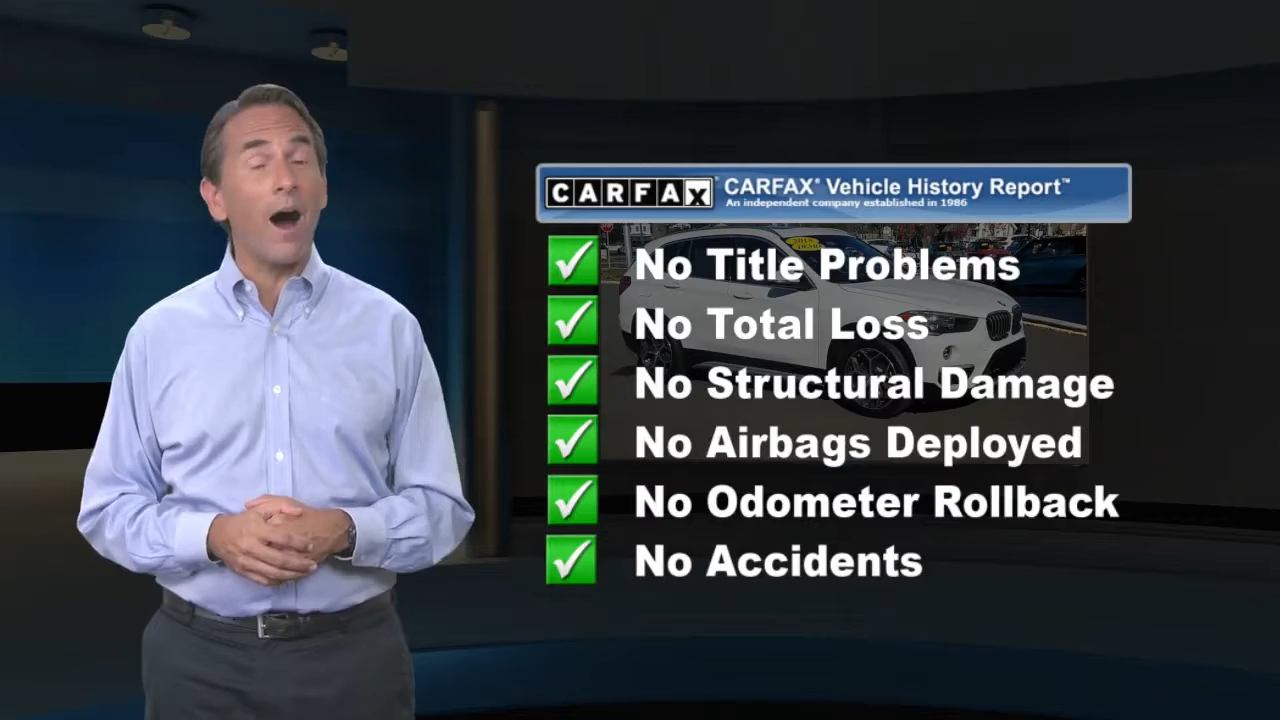 CARFAX® CARFAX® Vehicle History Report™
An independent company established in 1986
No Title Problems
No Total Loss
No Structural Damage
No Airbags Deployed
No Odometer Rollback
No Accidents